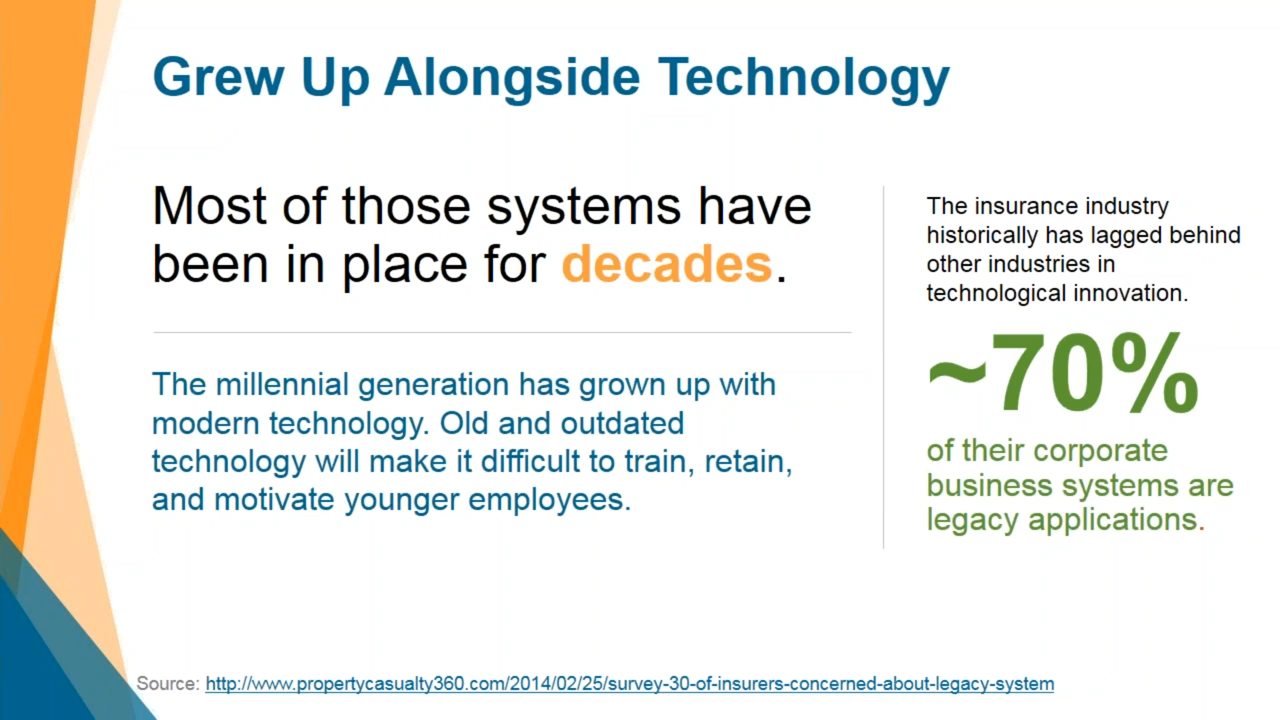 Grew Up Alongside Technology
Most of those systems have
been in place for decades.
The millennial generation has grown up with
modern technology. Old and outdated
technology will make it difficult to train, retain,
and motivate younger employees.
The insurance industry
historically has lagged behind
other industries in
technological innovation.
~70%
of their corporate
business systems are
legacy applications.
Source: http://www.propertycasualty360.com/2014/02/25/survey-30-of-insurers-concerned-about-legacy-system